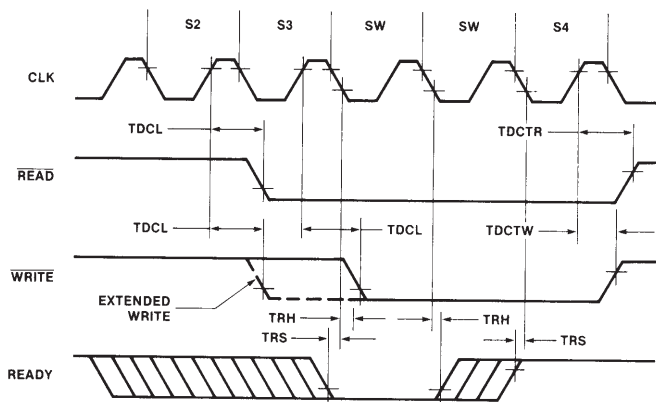 S2 S3 SW SW S4
CLK
TDCL TDCTR
READ
TDCL TDCL TDCTW
WRITE
EXTENDED
WRITE
TRH TRH
TRS TRS
READY